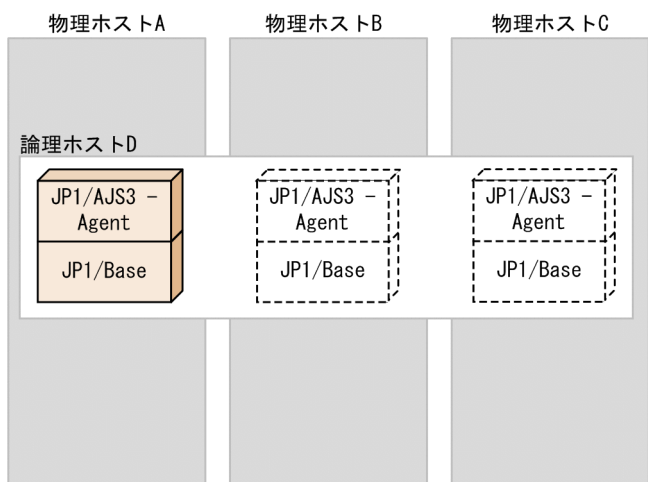 物理ホストA
物理ホストB
物理ホストC
論理ホストD
JP1/AJS3 −
Agent
JP1/Base
JP1/AJS3 −
Agent
JP1/Base
JP1/AJS3 −
Agent
JP1/Base